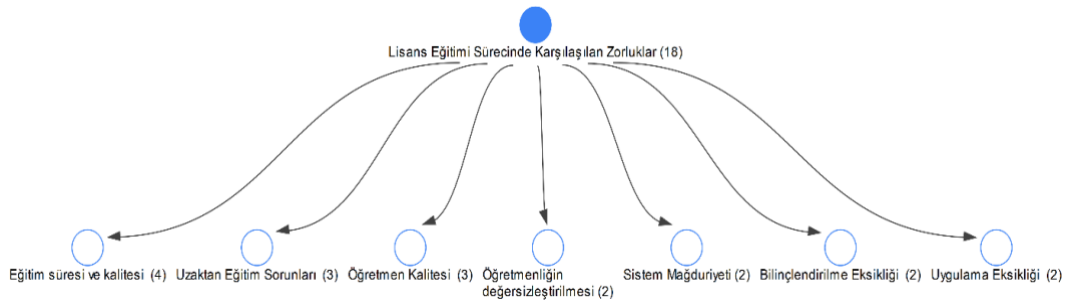 Lisans Eğitimi Sürecinde Karşılaşılan Zorluklar (18)
Eğitim süresi ve kalitesi (4)
Uzaktan Eğitim Sorunları (3)
Öğretmen Kalitesi (3)
Öğretmenliğin
değersizleştirilmesi (2)
Sistem Mağduriyeti (2)
Bilinçlendirilme Eksikliği (2)
Uygulama Eksikliği (2)